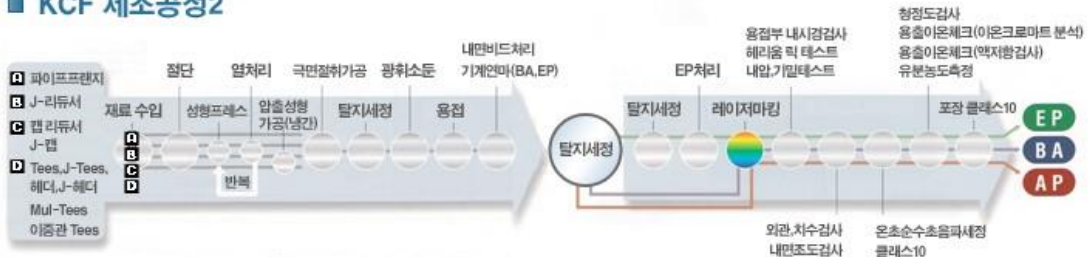 KCF 제조공정2
A 파이프프랜지
B J-리듀서
C 캡 리듀서
J-캡
D Tees,J-Tees,
헤더,J-헤더
Mul-Tees
이중관 Tees
재료 수입
A
B
C
D
절단
성형프레스
열처리
반복
압출성형
가공(냉간)
극면절취가공
탈지세정
광휘소둔
용접
내면비드처리
기계연마(BA,EP)
탈지세정
탈지세정
EP처리
레이저마킹
용접부 내시경검사
헤리움 릭 테스트
내압,기밀테스트
외관,치수검사
내면조도검사
온초순수초음파세정
클래스10
청정도검사
용출이온체크(이온크로마트 분석)
용출이온체크(액저항검사)
유분농도측정
포장 클래스10
EP
BA
AP